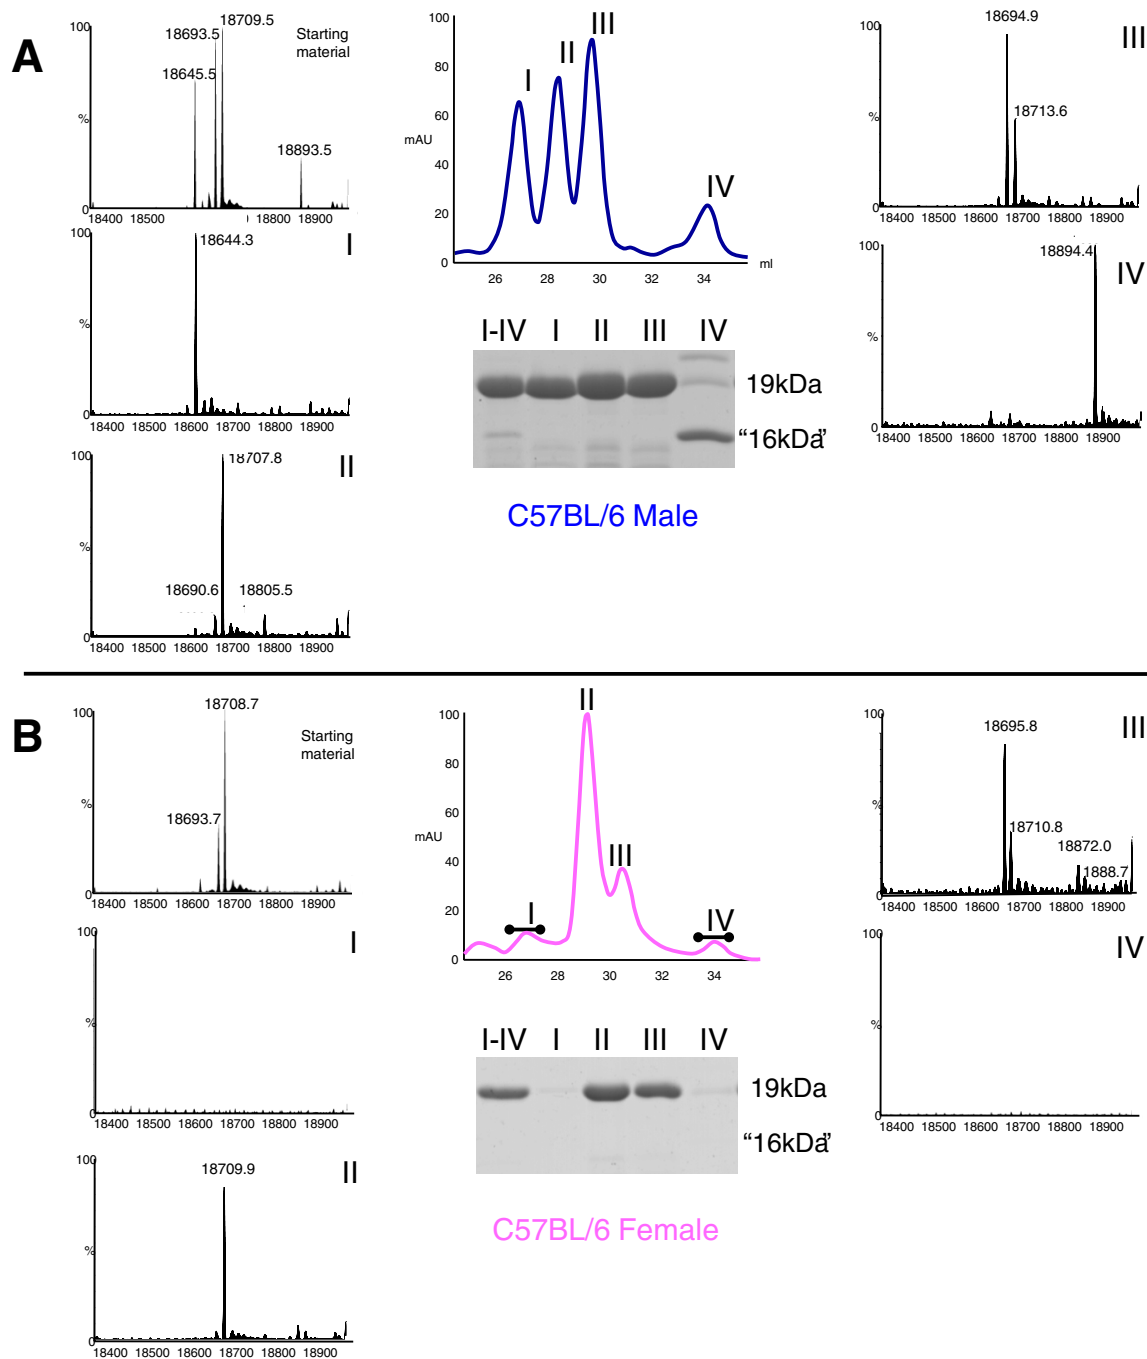 A
100
18709.5
18693.5
Starting
material
18645.5
%
18893.5
0
18400 18500 18800 18900
100
I
18644.3
%
0
18400 18500 18600 18700 18800 18900
100
II
18707.8
%
18690.6 18805.5
0
18400 18500 18600 18700 18800 18900
100
80
60
mAU
40
20
0
I
II
III
IV
26 28 30 32 34 ml
I-IV I II III IV
19kDa
“16kDa”
C57BL/6 Male
100
III
18694.9
18713.6
%
0
18400 18500 18600 18700 18800 18900
100
IV
18894.4
%
0
18400 18500 18600 18700 18800 18900
B
100
18708.7
Starting
material
%
18693.7
0
18400 18500 18600 18700 18800 18900
100
I
%
0
18400 18500 18600 18700 18800 18900
100
II
18709.9
%
0
18400 18500 18600 18700 18800 18900
100
80
60
mAU
40
20
0
I
II
III
IV
26 28 30 32 34
I-IV I II III IV
19kDa
“16kDa”
C57BL/6 Female
100
III
18695.8
%
18710.8
18872.0
1888.7
0
18400 18500 18600 18700 18800 18900
100
IV
%
0
18400 18500 18600 18700 18800 18900